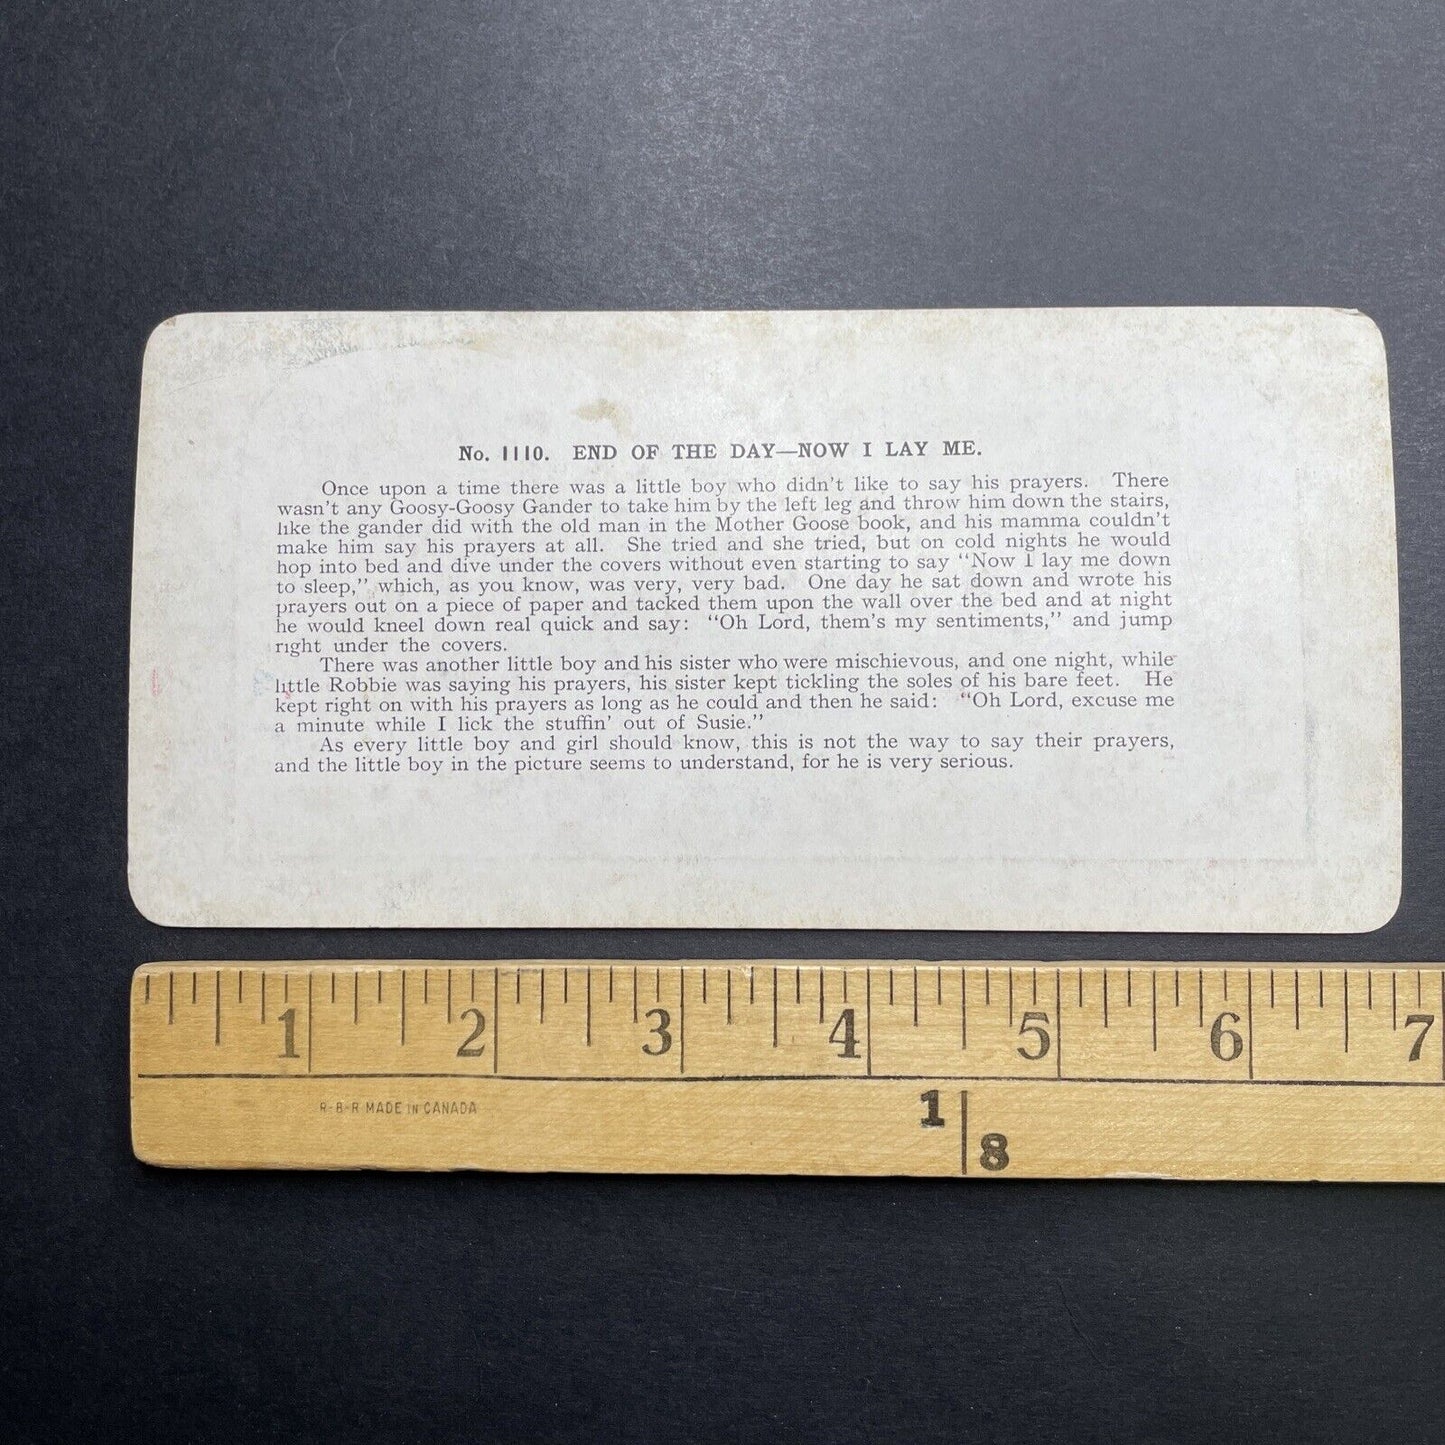 No. 1110. END OF THE DAY—NOW I LAY ME.
Once upon a time there was a little boy who didn't like to say his prayers. There
wasn't any Goosy-Goosy Gander to take him by the left leg and throw him down the stairs,
like the gander did with the old man in the Mother Goose book, and his mamma couldn't
make him say his prayers at all. She tried and she tried, but on cold nights he would
hop into bed and dive under the covers without even starting to say "Now I lay me down
to sleep," which, as you know, was very, very bad. One day he sat down and wrote his
prayers out on a piece of paper and tacked them upon the wall over the bed and at night
he would kneel down real quick and say: "Oh Lord, them's my sentiments," and jump
right under the covers.
There was another little boy and his sister who were mischievous, and one night, while
little Robbie was saying his prayers, his sister kept tickling the soles of his bare feet. He
kept right on with his prayers as long as he could and then he said: "Oh Lord, excuse me
a minute while I lick the stuffin' out of Susie."
As every little boy and girl should know, this is not the way to say their prayers,
and the little boy in the picture seems to understand, for he is very serious.
1 2 3 4 5 6 7
R-B-R MADE IN CANADA
1
8